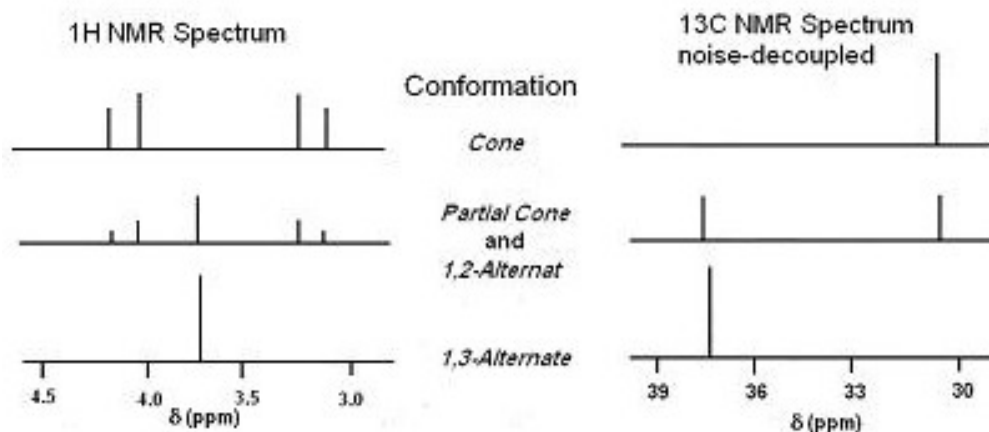 1H NMR Spectrum
13C NMR Spectrum
noise-decoupled
Conformation
Cone
Partial Cone
and
1,2-Alternat
1,3-Alternate
4.5 4.0 3.5 3.0
δ (ppm)
39 36 33 30
δ (ppm)